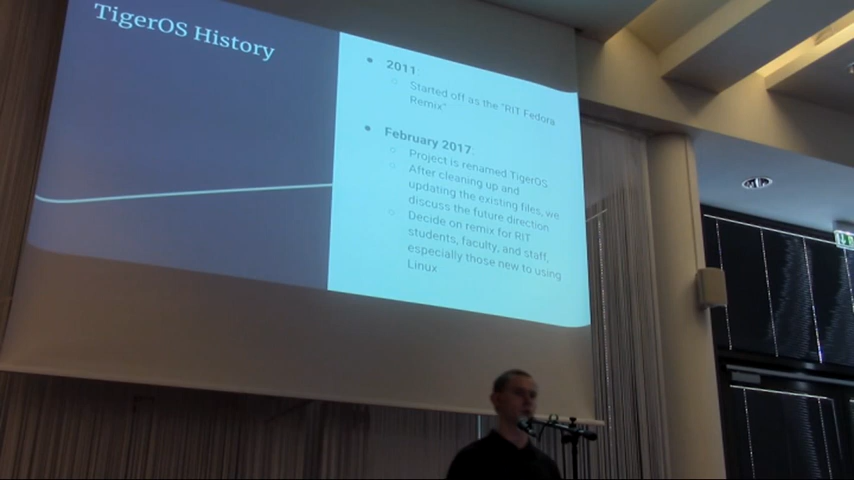 TigerOS History
2011:
Started off as the "RIT Fedora
Remix"
February 2017:
Project is renamed TigerOS
After cleaning up and
updating the existing files, we
discuss the future direction
Decide on remix for RIT
students, faculty, and staff,
especially those new to using
Linux